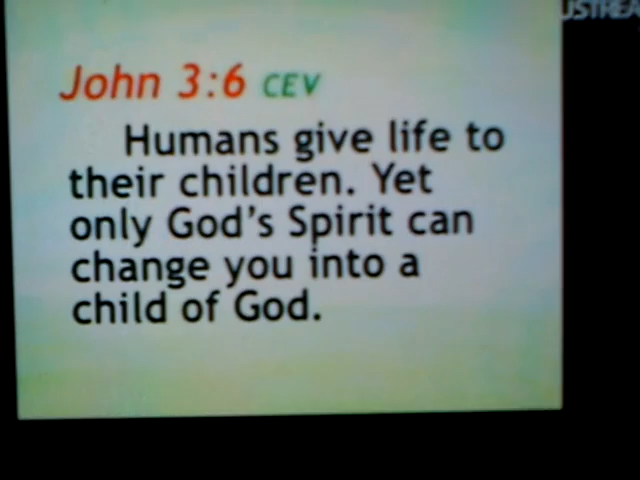 USTREA
John 3:6 CEV
Humans give life to
their children. Yet
only God's Spirit can
change you into a
child of God.